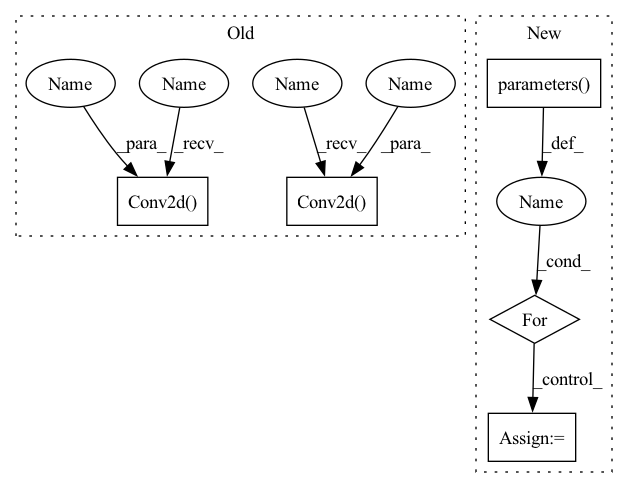 Old
New
Name
Name
Name
Name
parameters()
_para_
_recv_
_recv_
_para_
_def_
Conv2d()
Conv2d()
Name
_cond_
For
_control_
Assign:=